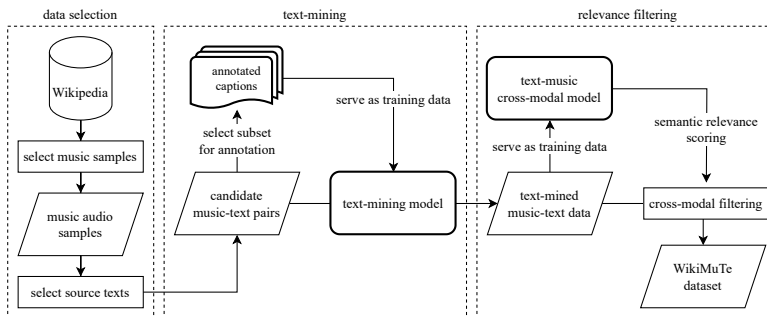 data selection
text-mining
relevance filtering
Wikipedia
select music samples
music audio
samples
select source texts
annotated
captions
serve as training data
select subset
for annotation
candidate
music-text pairs
text-mining model
text-music
cross-modal model
semantic relevance
scoring
serve as training data
text-mined
music-text data
cross-modal filtering
WikiMuTe
dataset